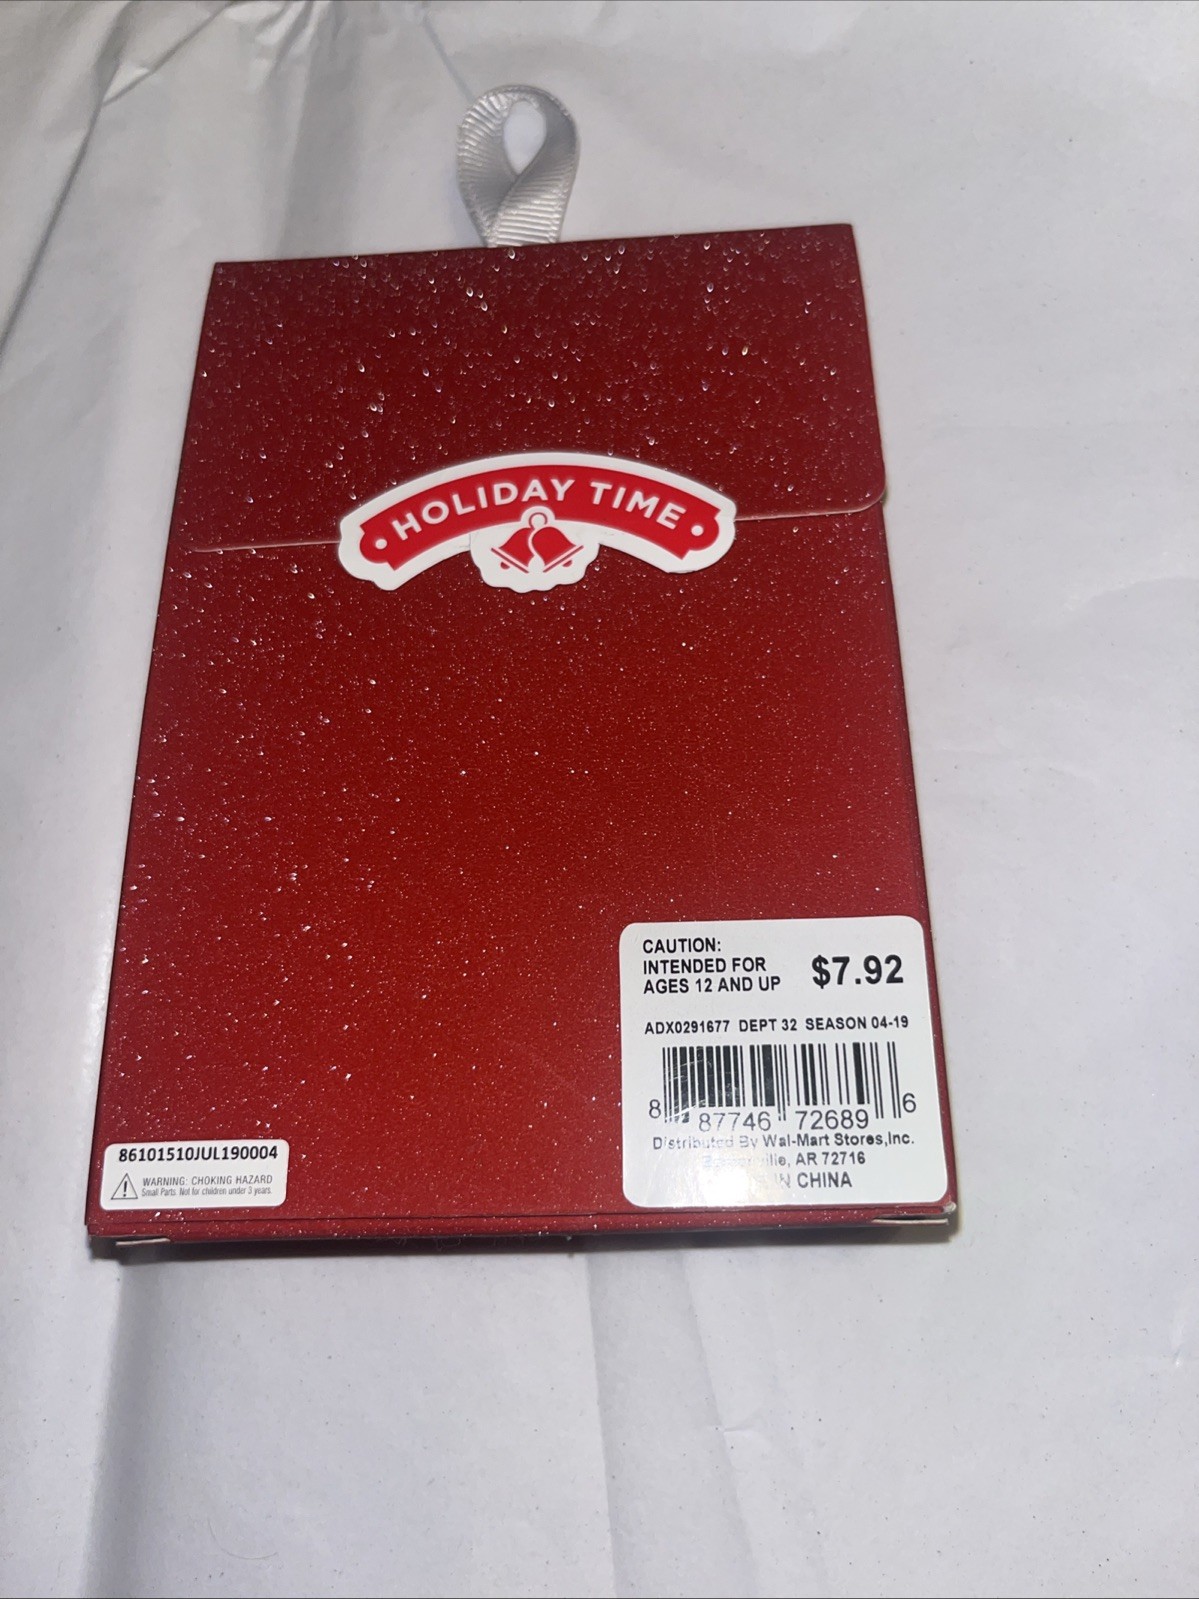 HOLIDAY TIME
CAUTION:
INTENDED FOR
AGES 12 AND UP
$7.92
ADX0291677 DEPT 32 SEASON 04-19
8 87746 72689 6
Distributed By Wal-Mart Stores,Inc.
AR 72716
IN CHINA
86101510JUL190004
WARNING: CHOKING HAZARD
Small Parts. Not for children under 3 years.